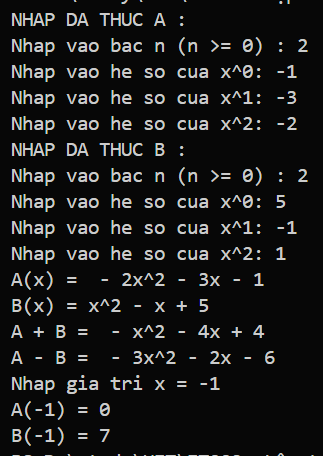 NHAP DA THUC A :
Nhap vao bac n (n >= 0) : 2
Nhap vao he so cua x^0: -1
Nhap vao he so cua x^1: -3
Nhap vao he so cua x^2: -2
NHAP DA THUC B :
Nhap vao bac n (n >= 0) : 2
Nhap vao he so cua x^0: 5
Nhap vao he so cua x^1: -1
Nhap vao he so cua x^2: 1
A(x) =  - 2x^2 - 3x - 1
B(x) = x^2 - x + 5
A + B =  - x^2 - 4x + 4
A - B =  - 3x^2 - 2x - 6
Nhap gia tri x = -1
A(-1) = 0
B(-1) = 7